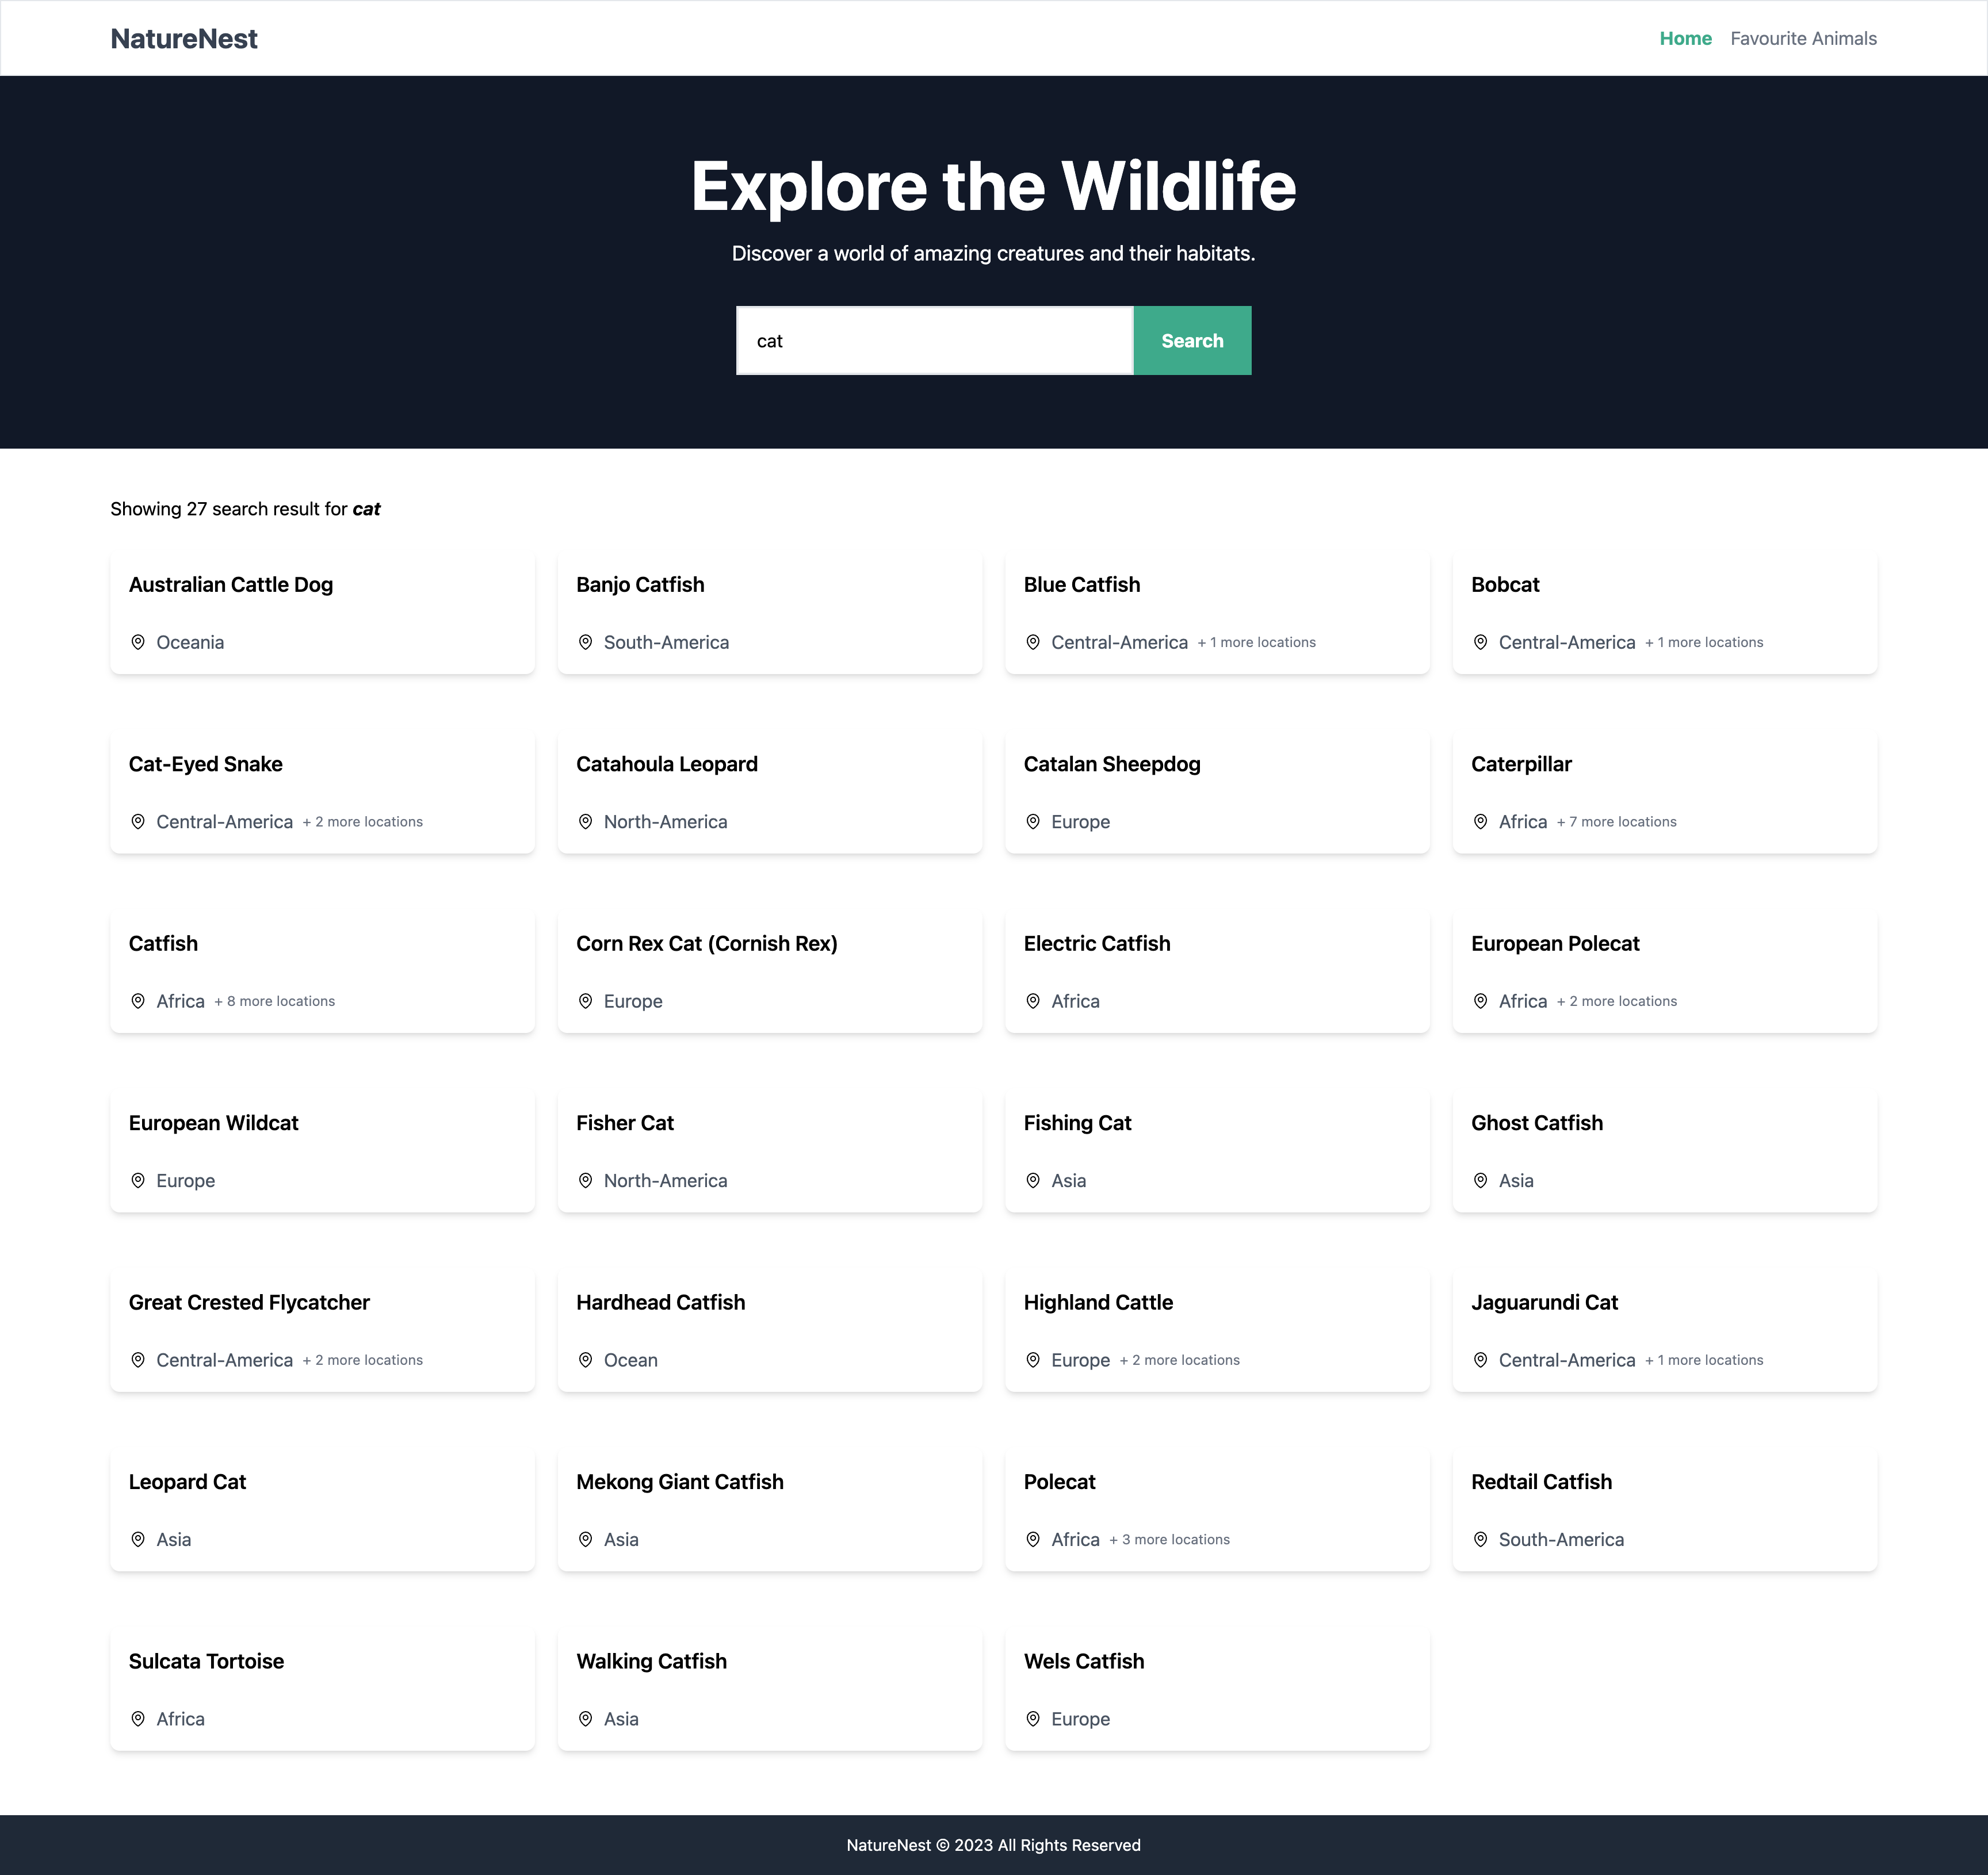 NatureNest
Home Favourite Animals
Explore the Wildlife
Discover a world of amazing creatures and their habitats.
cat Search
Showing 27 search result for cat
Australian Cattle Dog
Oceania
Banjo Catfish
South-America
Blue Catfish
Central-America + 1 more locations
Bobcat
Central-America + 1 more locations
Cat-Eyed Snake
Central-America + 2 more locations
Catahoula Leopard
North-America
Catalan Sheepdog
Europe
Caterpillar
Africa + 7 more locations
Catfish
Africa + 8 more locations
Corn Rex Cat (Cornish Rex)
Europe
Electric Catfish
Africa
European Polecat
Africa + 2 more locations
European Wildcat
Europe
Fisher Cat
North-America
Fishing Cat
Asia
Ghost Catfish
Asia
Great Crested Flycatcher
Central-America + 2 more locations
Hardhead Catfish
Ocean
Highland Cattle
Europe + 2 more locations
Jaguarundi Cat
Central-America + 1 more locations
Leopard Cat
Asia
Mekong Giant Catfish
Asia
Polecat
Africa + 3 more locations
Redtail Catfish
South-America
Sulcata Tortoise
Africa
Walking Catfish
Asia
Wels Catfish
Europe
NatureNest © 2023 All Rights Reserved